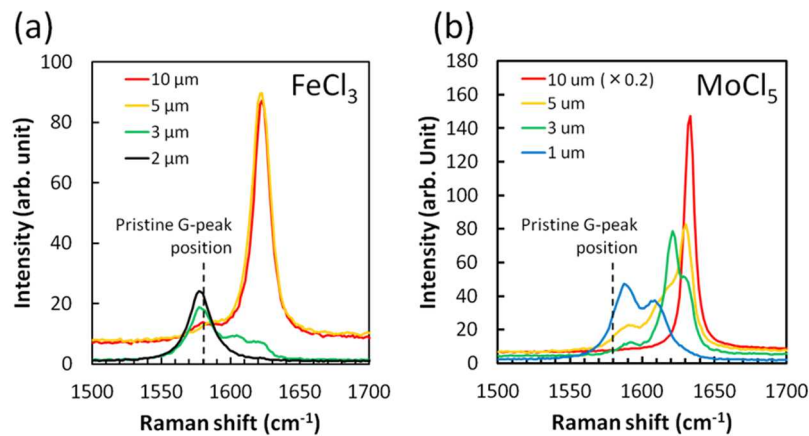 (a)
FeCl3
10 μm
5 μm
3 μm
2 μm
Pristine G-peak
position
Intensity (arb. unit)
100
80
60
40
20
0
1500
1550
1600
1650
1700
Raman shift (cm-1)
(b)
MoCl5
10 um (×0.2)
5 um
3 um
1 um
Pristine G-peak
position
Intensity (arb. Unit)
180
160
140
120
100
80
60
40
20
0
1500
1550
1600
1650
1700
Raman shift (cm-1)